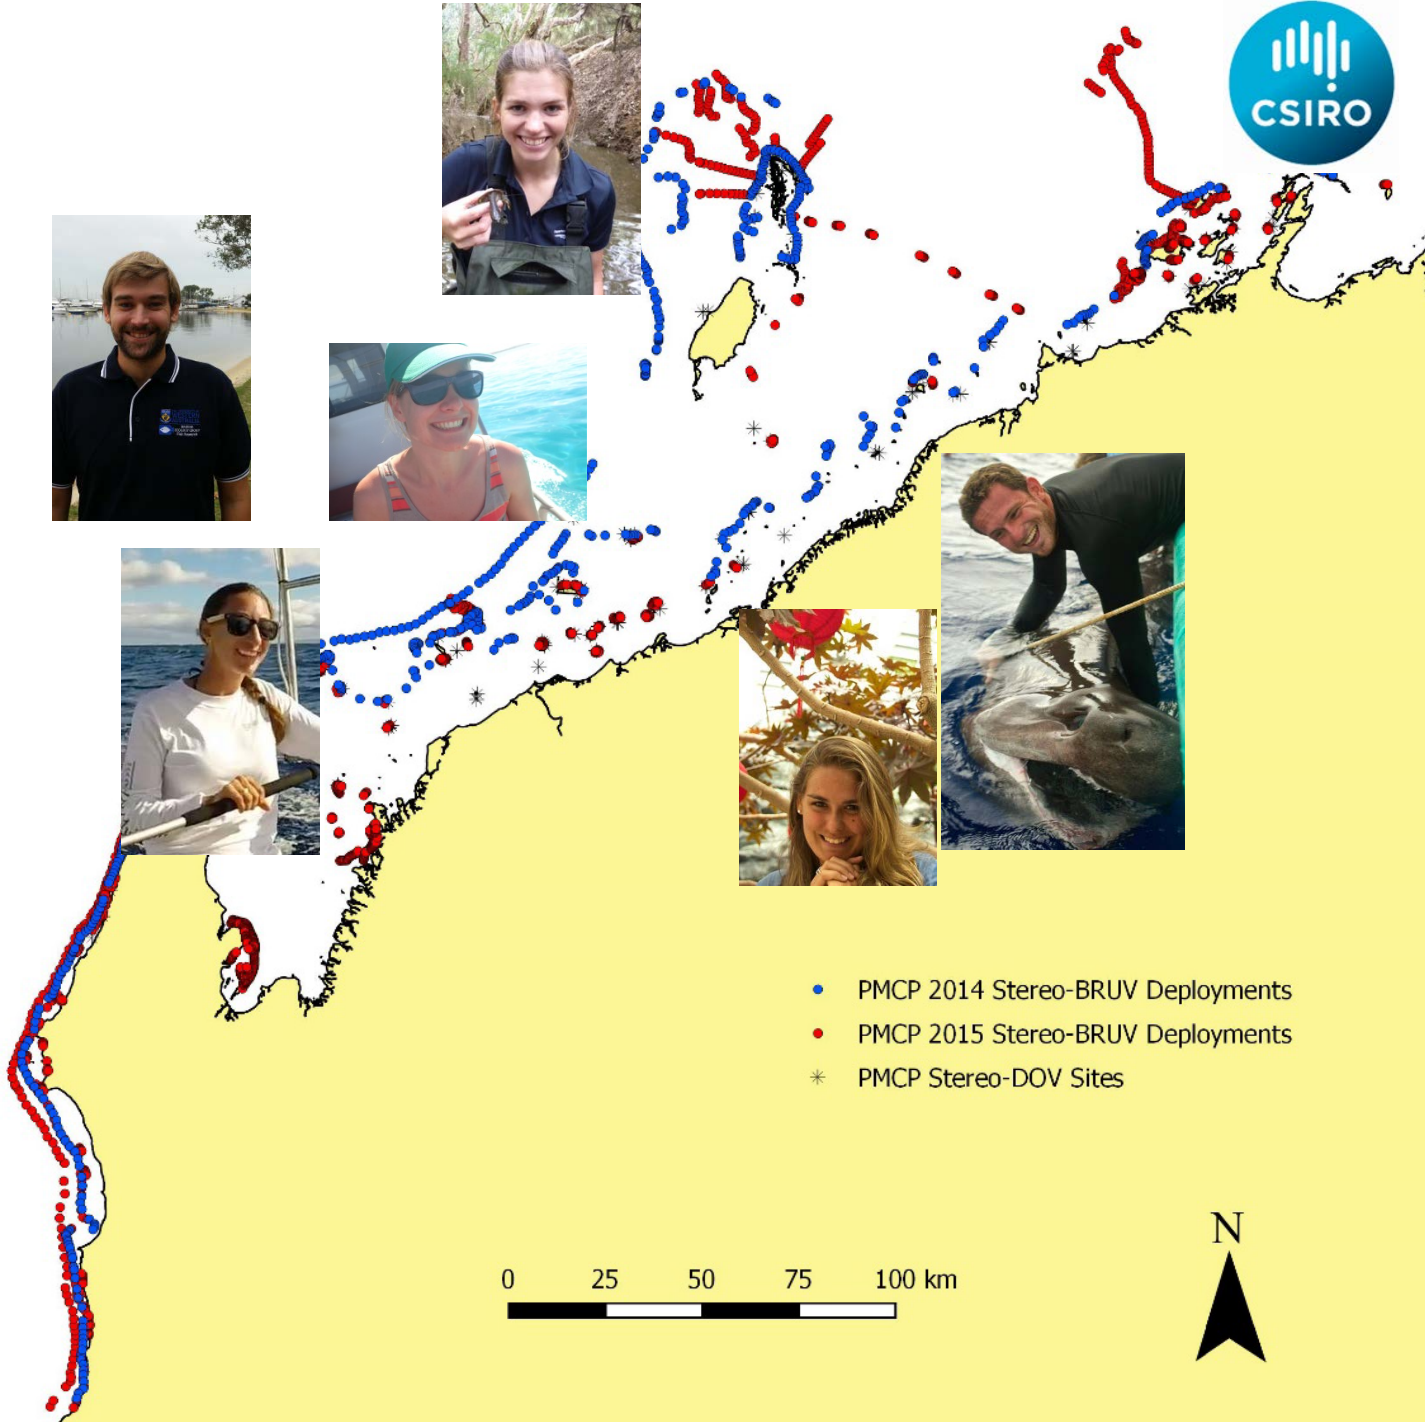 CSIRO
PMCP 2014 Stereo-BRUV Deployments
PMCP 2015 Stereo-BRUV Deployments
PMCP Stereo-DOV Sites
N
0 25 50 75 100 km